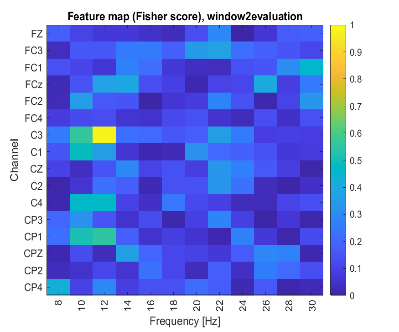 Feature map (Fisher score), window2evaluation
Channel
FZ
FC3
FC1
FCz
FC2
FC4
C3
C1
CZ
C2
C4
CP3
CP1
CPZ
CP2
CP4
8 10 12 14 16 18 20 22 24 26 28 30
Frequency [Hz]
1
0.9
0.8
0.7
0.6
0.5
0.4
0.3
0.2
0.1
0